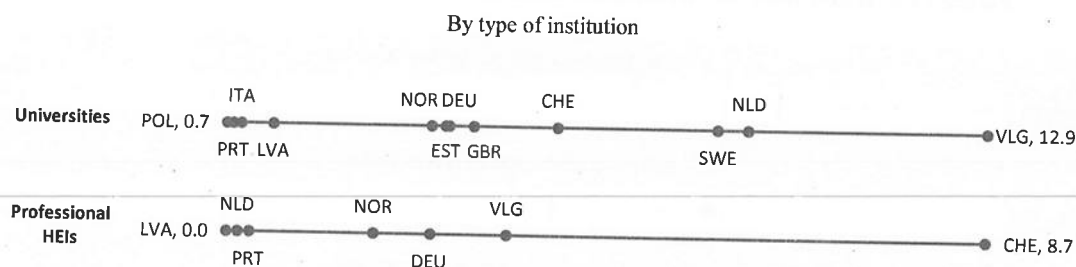 By type of institution
ITA NOR DEU CHE NLD
Universities POL, 0.7 VLG, 12.9
PRT LVA EST GBR SWE
NLD NOR VLG
Professional
HEIs LVA, 0.0 CHE, 8.7
PRT DEU